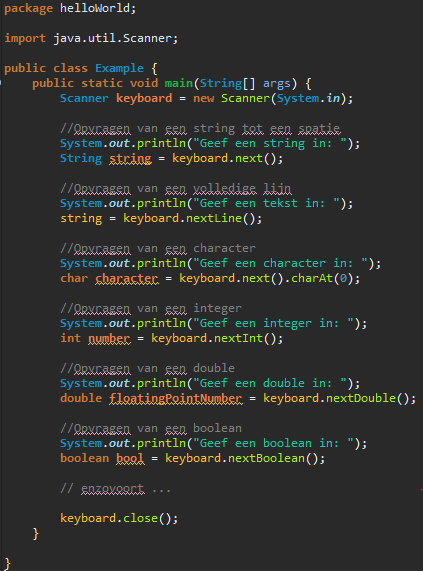 package helloWorld;
import java.util.Scanner;
public class Example {
public static void main(String[] args) {
Scanner keyboard = new Scanner(System.in);
//Opvragen van een string tot een spatie
System.out.println("Geef een string in: ");
String string = keyboard.next();
//Opvragen van een volledige lijn
System.out.println("Geef een tekst in: ");
string = keyboard.nextLine();
//Opvragen van een character
System.out.println("Geef een character in: ");
char character = keyboard.next().charAt(0);
//Opvragen van een integer
System.out.println("Geef een integer in: ");
int number = keyboard.nextInt();
//Opvragen van een double
System.out.println("Geef een double in: ");
double floatingPointNumber = keyboard.nextDouble();
//Opvragen van een boolean
System.out.println("Geef een boolean in: ");
boolean bool = keyboard.nextBoolean();
// enzovoort ...
keyboard.close();
}
}